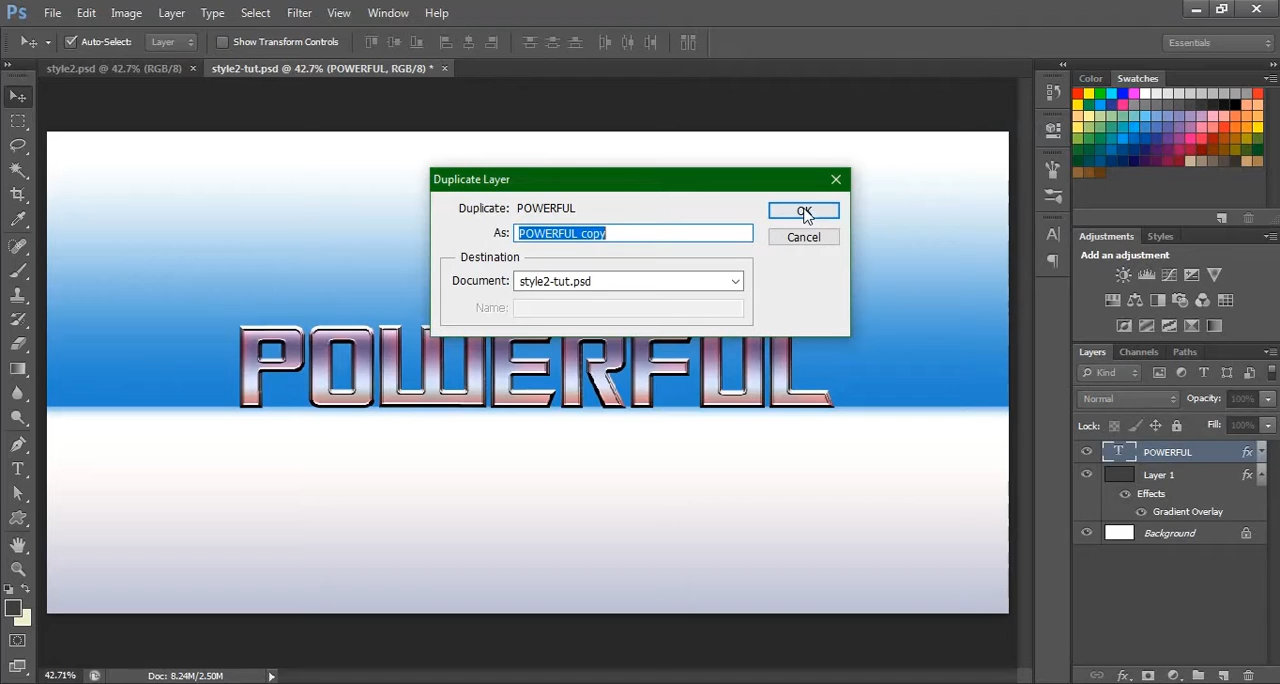 Ps File Edit Image Layer Type Select Filter View Window Help
Auto-Select: Layer Show Transform Controls Essentials
style2.psd @ 42.7% (RGB/8) × style2-tut.psd @ 42.7% (POWERFUL, RGB/8) * ×
Color Swatches
Duplicate Layer
Duplicate: POWERFUL
OK
As: POWERFUL copy
Cancel
Destination
Document: style2-tut.psd
Name:
POWERFUL
Adjustments Styles
Add an adjustment
Layers Channels Paths
Kind
Normal Opacity: 100%
Lock: Fill: 100%
T POWERFUL fx
Layer 1 fx
Effects
Gradient Overlay
Background
42.71% Doc: 8.24M/2.50M